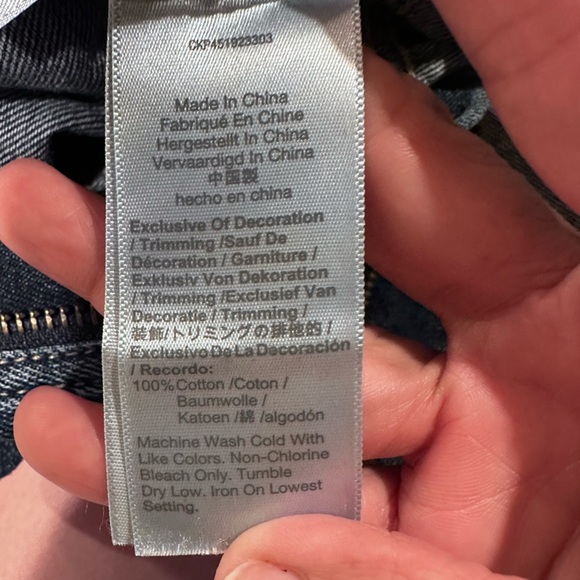 CKP451923303
Made In China
Fabriqué En Chine
Hergestellt In China
Vervaardigd In China
中国製
hecho en china
Exclusive Of Decoration
/ Trimming /Sauf De
Décoration / Garniture /
Exklusiv Von Dekoration
/ Trimming /Exclusief Van
Decoratie / Trimming /
装飾/トリミングの排他的 /
Exclusivo De La Decoración
/ Recordo:
100% Cotton /Coton /
Baumwolle /
Katoen /綿 /algodón
Machine Wash Cold With
Like Colors. Non-Chlorine
Bleach Only. Tumble
Dry Low. Iron On Lowest
Setting.